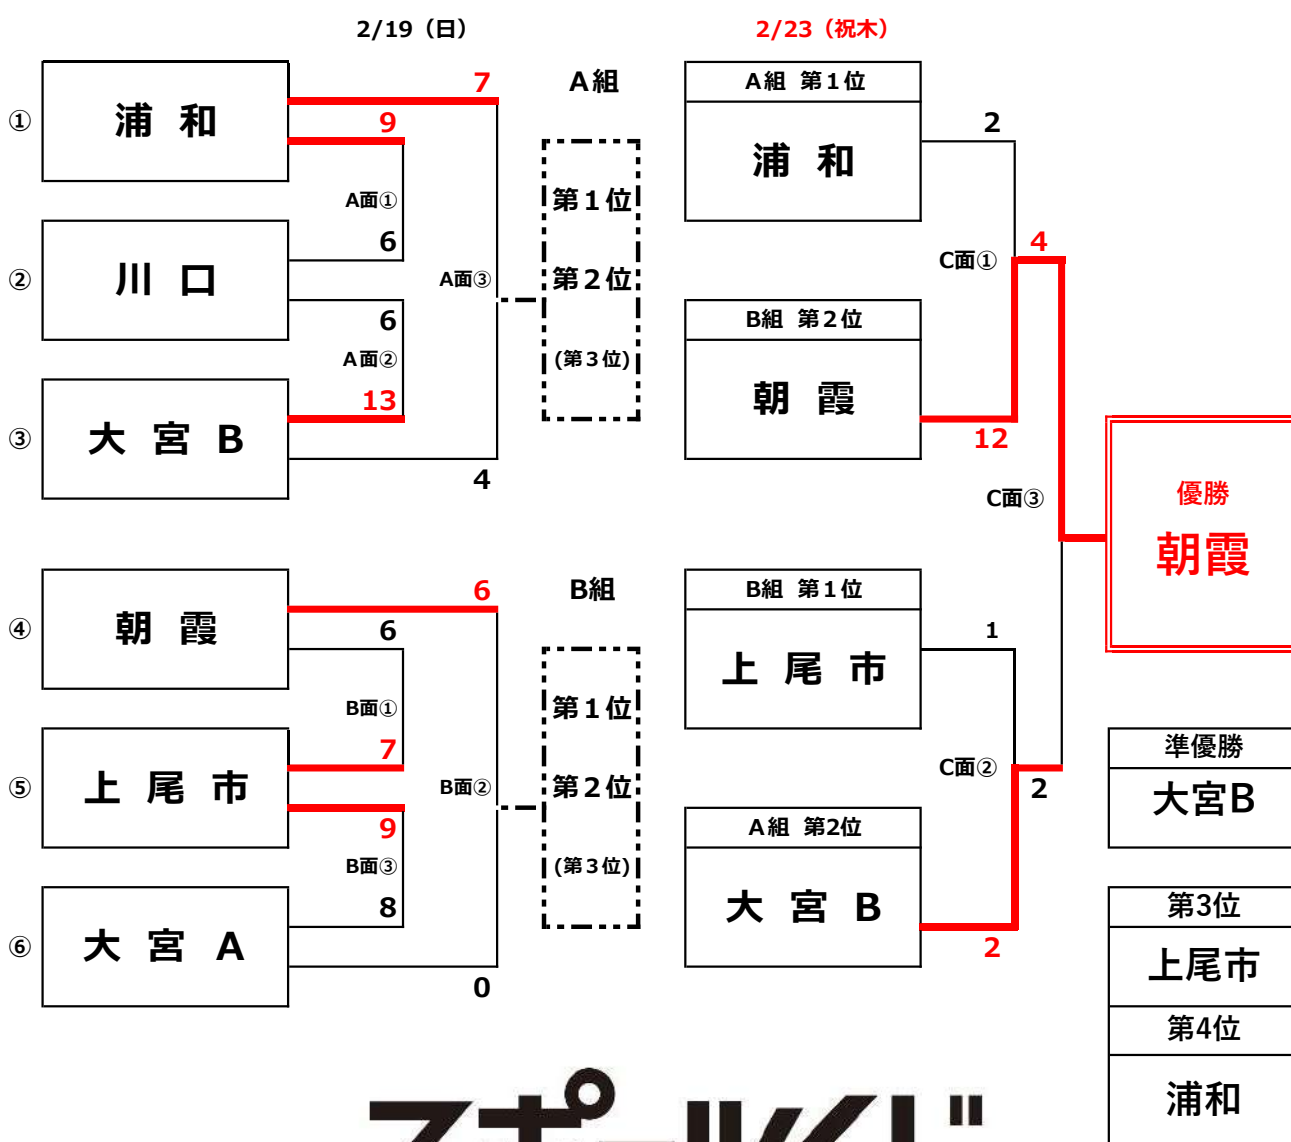 2/19（日）
2/23（祝木）
① 浦 和
7
9
A面①
6
② 川 口
6
A面②
13
③ 大 宮 B
A面③
4
A組
第1位
第2位
(第3位)
④ 朝 霞
6
6
B面①
7
⑤ 上 尾 市
9
B面③
8
⑥ 大 宮 A
B面②
0
B組
第1位
第2位
(第3位)
A組 第1位
浦 和
2
C面①
4
B組 第2位
朝 霞
12
C面③
B組 第1位
上 尾 市
1
C面②
2
A組 第2位
大 宮 B
2
優勝
朝霞
準優勝
大宮B
第3位
上尾市
第4位
浦和
スポーツくじ